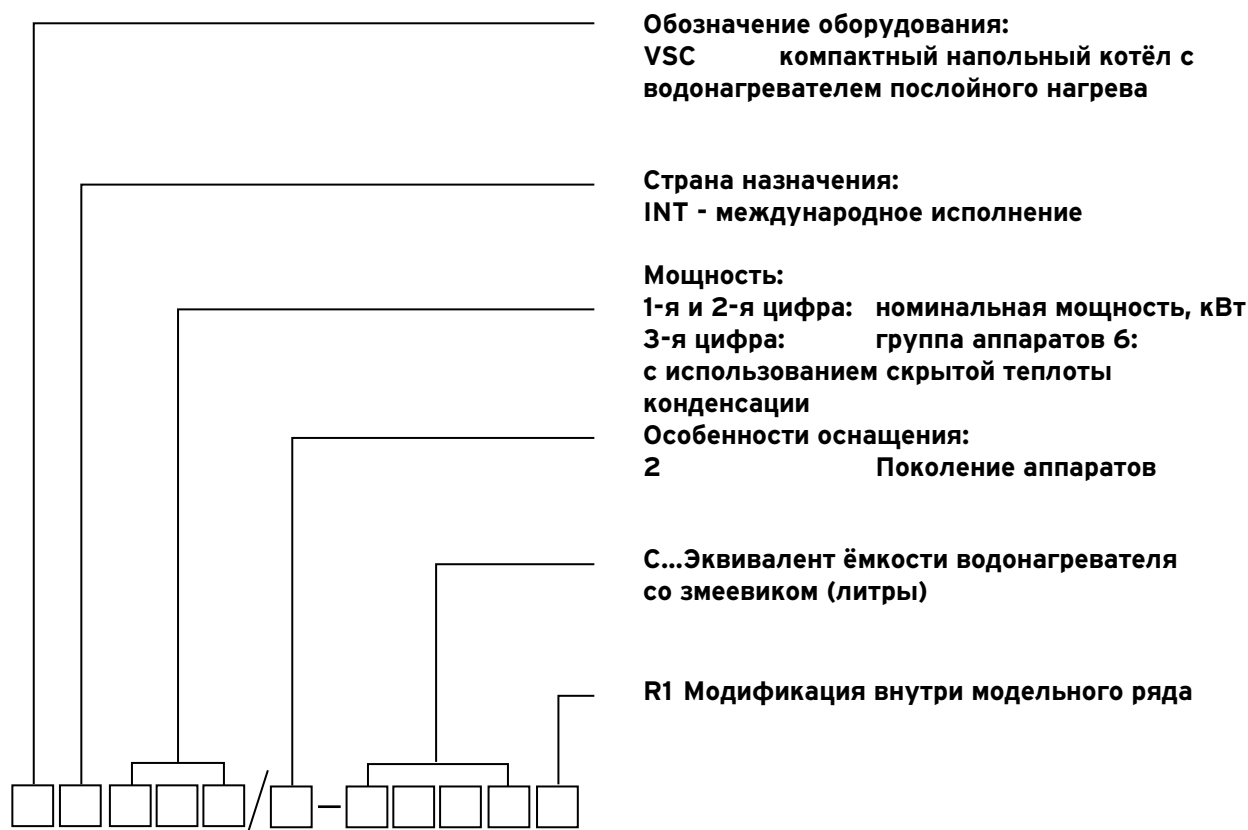 Обозначение оборудования:
VSC компактный напольный котёл с
водонагревателем послойного нагрева
Страна назначения:
INT - международное исполнение
Мощность:
1-я и 2-я цифра: номинальная мощность, кВт
3-я цифра: группа аппаратов 6:
с использованием скрытой теплоты
конденсации
Особенности оснащения:
2 Поколение аппаратов
С...Эквивалент ёмкости водонагревателя
со змеевиком (литры)
R1 Модификация внутри модельного ряда
/ –